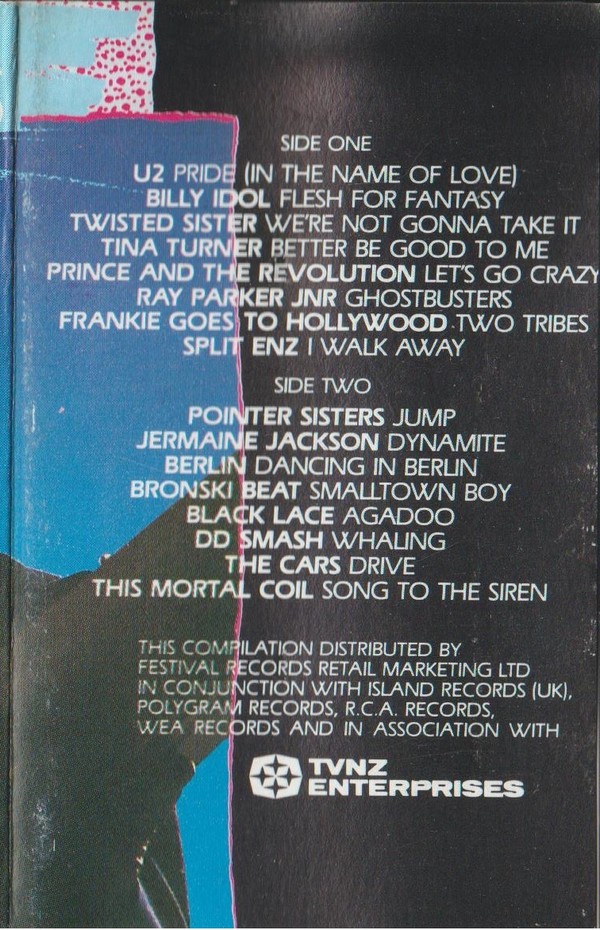 SIDE ONE
U2 PRIDE (IN THE NAME OF LOVE)
BILLY IDOL FLESH FOR FANTASY
TWISTED SISTER WE'RE NOT GONNA TAKE IT
TINA TURNER BETTER BE GOOD TO ME
PRINCE AND THE REVOLUTION LET'S GO CRAZY
RAY PARKER JNR GHOSTBUSTERS
FRANKIE GOES TO HOLLYWOOD TWO TRIBES
SPLIT ENZ I WALK AWAY
SIDE TWO
POINTER SISTERS JUMP
JERMAINE JACKSON DYNAMITE
BERLIN DANCING IN BERLIN
BRONSKI BEAT SMALLTOWN BOY
BLACK LACE AGADOO
DD SMASH WHALING
THE CARS DRIVE
THIS MORTAL COIL SONG TO THE SIREN
THIS COMPILATION DISTRIBUTED BY
FESTIVAL RECORDS RETAIL MARKETING LTD
IN CONJUNCTION WITH ISLAND RECORDS (UK),
POLYGRAM RECORDS, R.C.A. RECORDS,
WEA RECORDS AND IN ASSOCIATION WITH
TVNZ
ENTERPRISES